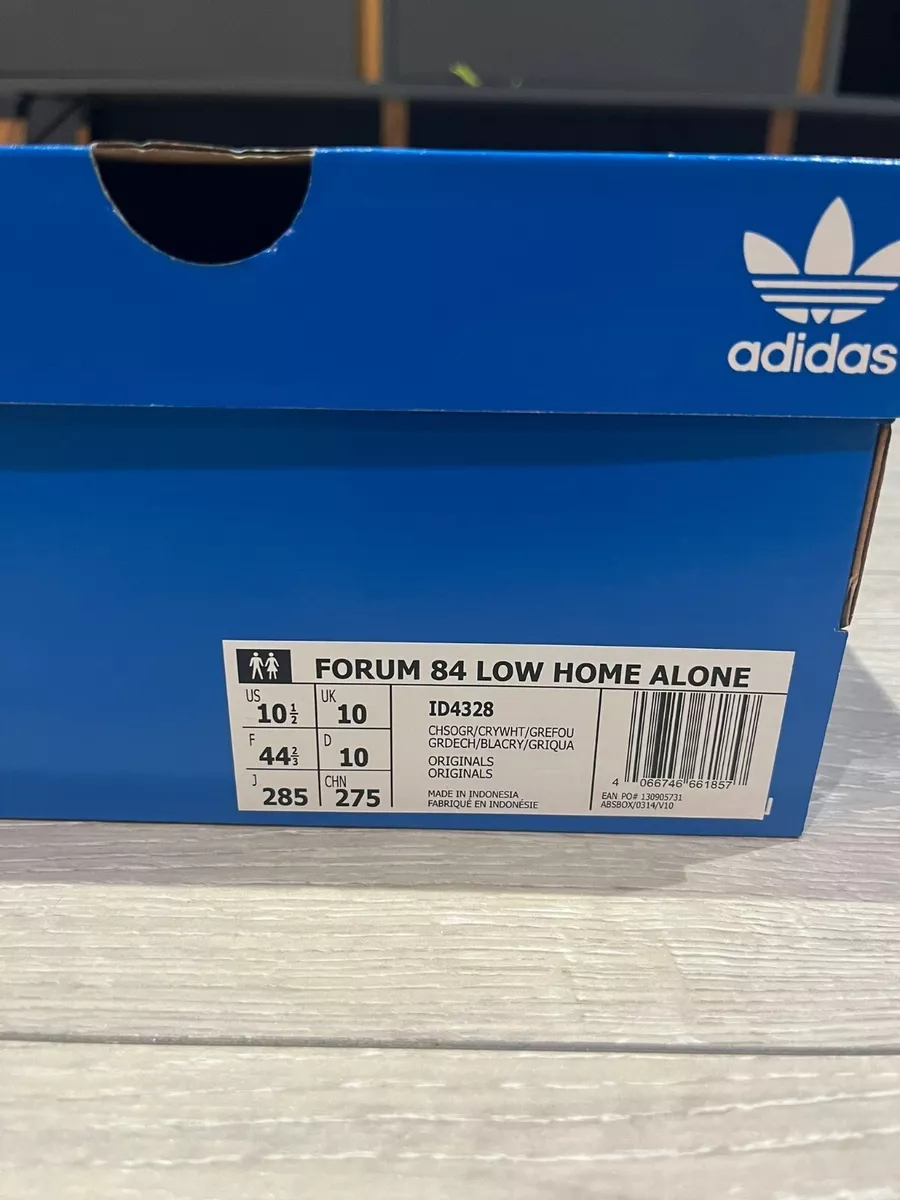 adidas
FORUM 84 LOW HOME ALONE
US 10½
UK 10
F 44⅔
D 10
J 285
CHN 275
ID4328
CHSOGR/CRYWHT/GREFOU
GRDECH/BLACRY/GRIQUA
ORIGINALS
ORIGINALS
MADE IN INDONESIA
FABRIQUÉ EN INDONÉSIE
4 066746 661857
EAN PO# 130905731
ABSBOX/0314/V10